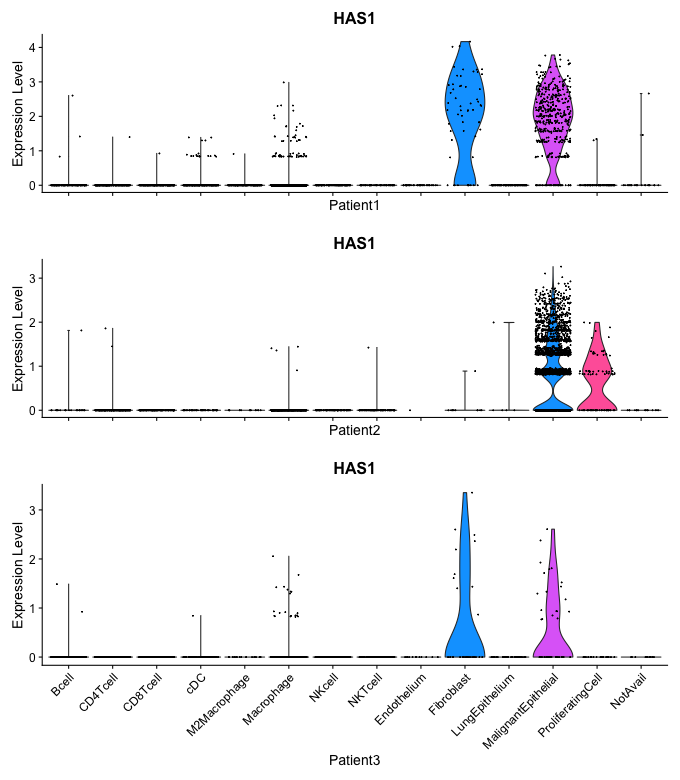 HAS1
Expression Level
4
3
2
1
0
Patient1
HAS1
Expression Level
3
2
1
0
Patient2
HAS1
Expression Level
3
2
1
0
Bcell
CD4Tcell
CD8Tcell
cDC
M2Macrophage
Macrophage
NKcell
NKTcell
Endothelium
Fibroblast
LungEpithelium
MalignantEpithelial
ProliferatingCell
NotAvail
Patient3